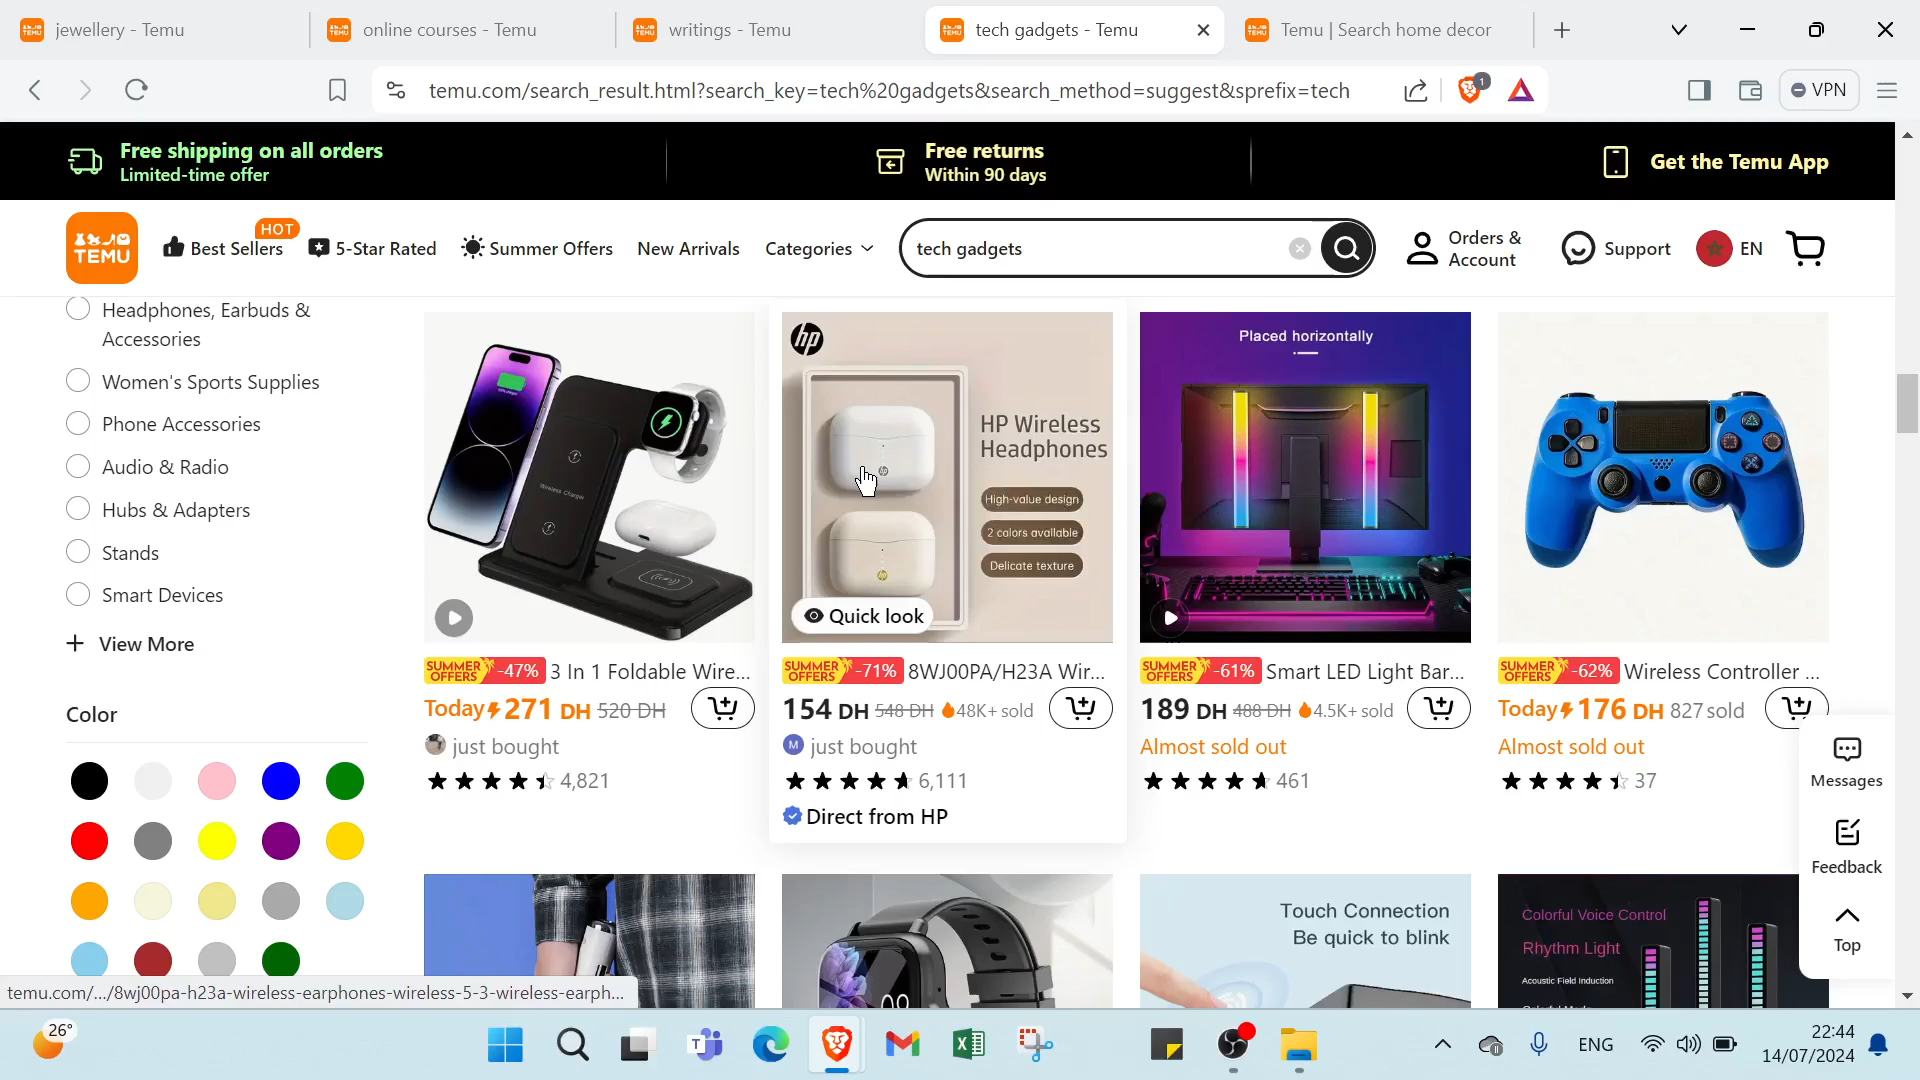 jewellery - Temu
online courses - Temu
writings - Temu
tech gadgets - Temu
Temu | Search home decor
temu.com/search_result.html?search_key=tech%20gadgets&search_method=suggest&sprefix=tech
1
VPN
Free shipping on all orders
Limited-time offer
Free returns
Within 90 days
Get the Temu App
TEMU
Best Sellers
HOT
5-Star Rated
Summer Offers
New Arrivals
Categories
tech gadgets
Orders &
Account
Support
EN
Headphones, Earbuds &
Accessories
Women's Sports Supplies
Phone Accessories
Audio & Radio
Hubs & Adapters
Stands
Smart Devices
View More
Color
Wireless Charger
SUMMER OFFERS -47% 3 In 1 Foldable Wire...
Today 271 DH 520 DH
just bought
4,821
hp
HP Wireless
Headphones
High-value design
2 colors available
Delicate texture
Quick look
SUMMER OFFERS -71% 8WJ00PA/H23A Wir...
154 DH 548 DH 48K+ sold
M just bought
6,111
Direct from HP
Placed horizontally
SUMMER OFFERS -61% Smart LED Light Bar...
189 DH 488 DH 4.5K+ sold
Almost sold out
461
SUMMER OFFERS -62% Wireless Controller ...
Today 176 DH 827 sold
Almost sold out
37
Messages
Feedback
Top
Touch Connection
Be quick to blink
Colorful Voice Control
Rhythm Light
Acoustic Field Induction
temu.com/.../8wj00pa-h23a-wireless-earphones-wireless-5-3-wireless-earph...
26°
ENG
22:44
14/07/2024